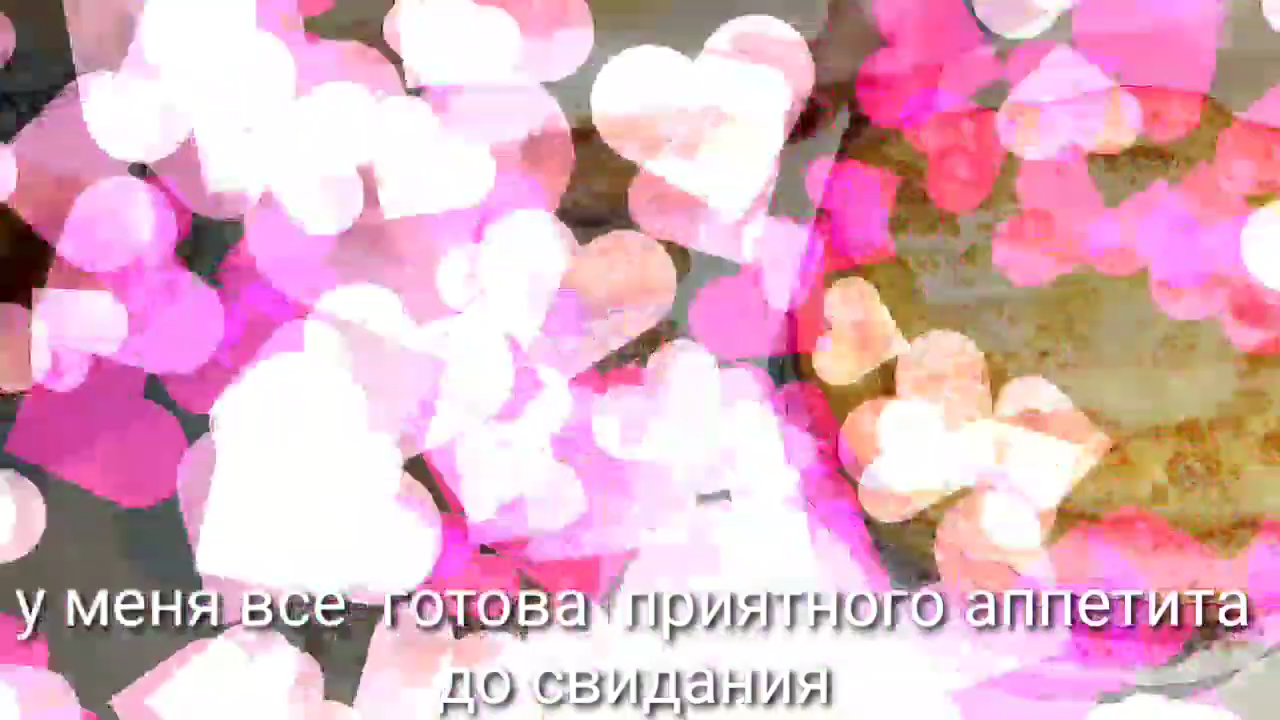 у меня все готова приятного аппетита
до свидания